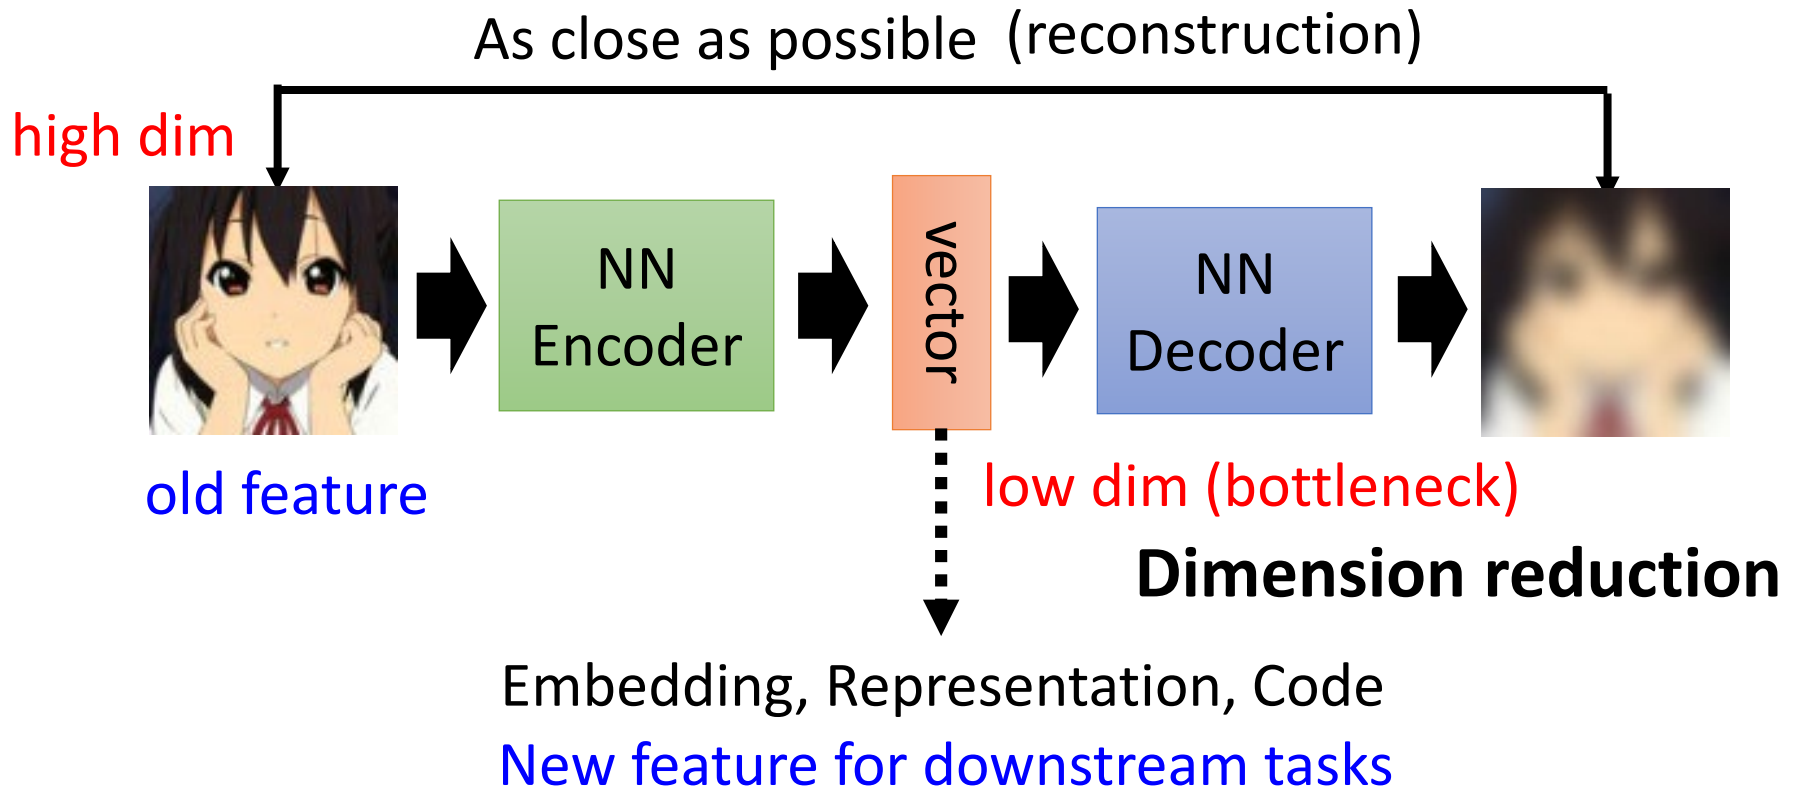 As close as possible (reconstruction)
high dim
NN
Encoder
vector
NN
Decoder
old feature
low dim (bottleneck)
Dimension reduction
Embedding, Representation, Code
New feature for downstream tasks